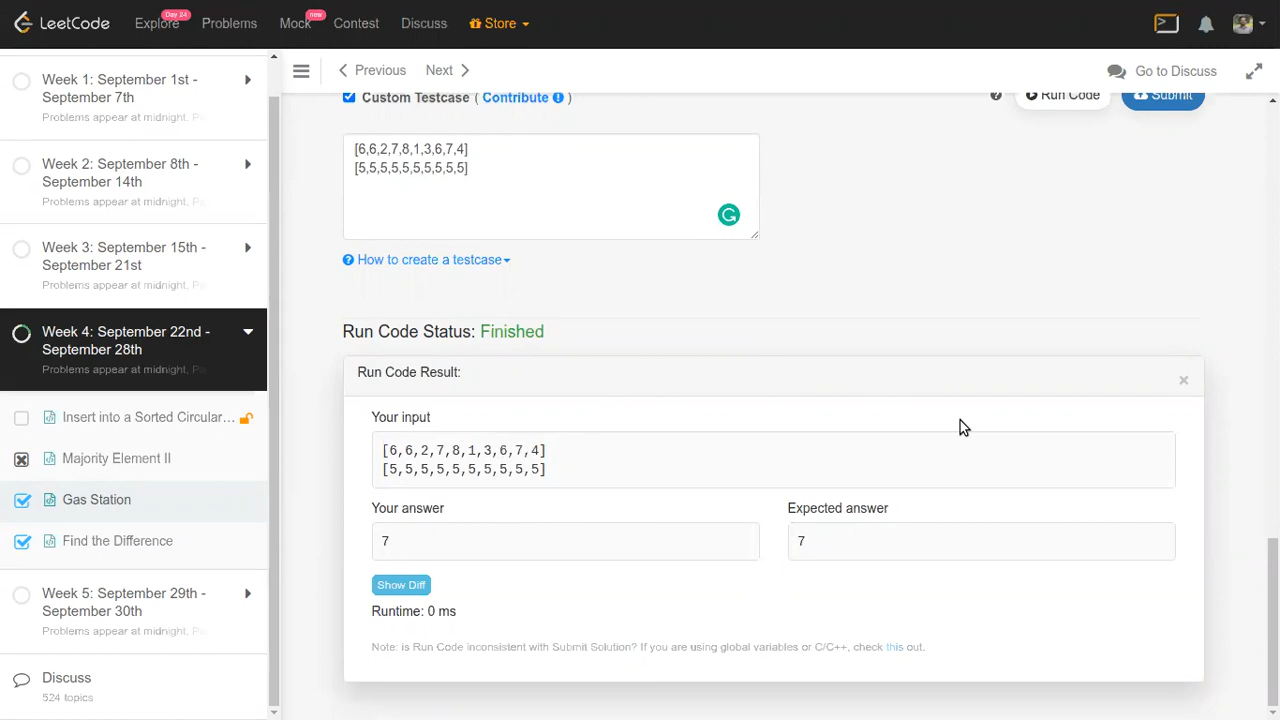 LeetCode
Explore
Day 24
Problems
Mock
new
Contest
Discuss
Store
Week 1: September 1st -
September 7th
Problems appear at midnight,
Week 2: September 8th -
September 14th
Problems appear at midnight,
Week 3: September 15th -
September 21st
Problems appear at midnight,
Week 4: September 22nd -
September 28th
Problems appear at midnight,
Insert into a Sorted Circular...
Majority Element II
Gas Station
Find the Difference
Week 5: September 29th -
September 30th
Problems appear at midnight,
Discuss
524 topics
Previous
Next
Go to Discuss
Custom Testcase ( Contribute )
Run Code
Submit
[6,6,2,7,8,1,3,6,7,4]
[5,5,5,5,5,5,5,5,5,5]
How to create a testcase
Run Code Status: Finished
Run Code Result:
×
Your input
[6,6,2,7,8,1,3,6,7,4]
[5,5,5,5,5,5,5,5,5,5]
Your answer
7
Expected answer
7
Show Diff
Runtime: 0 ms
Note: is Run Code inconsistent with Submit Solution? If you are using global variables or C/C++, check this out.